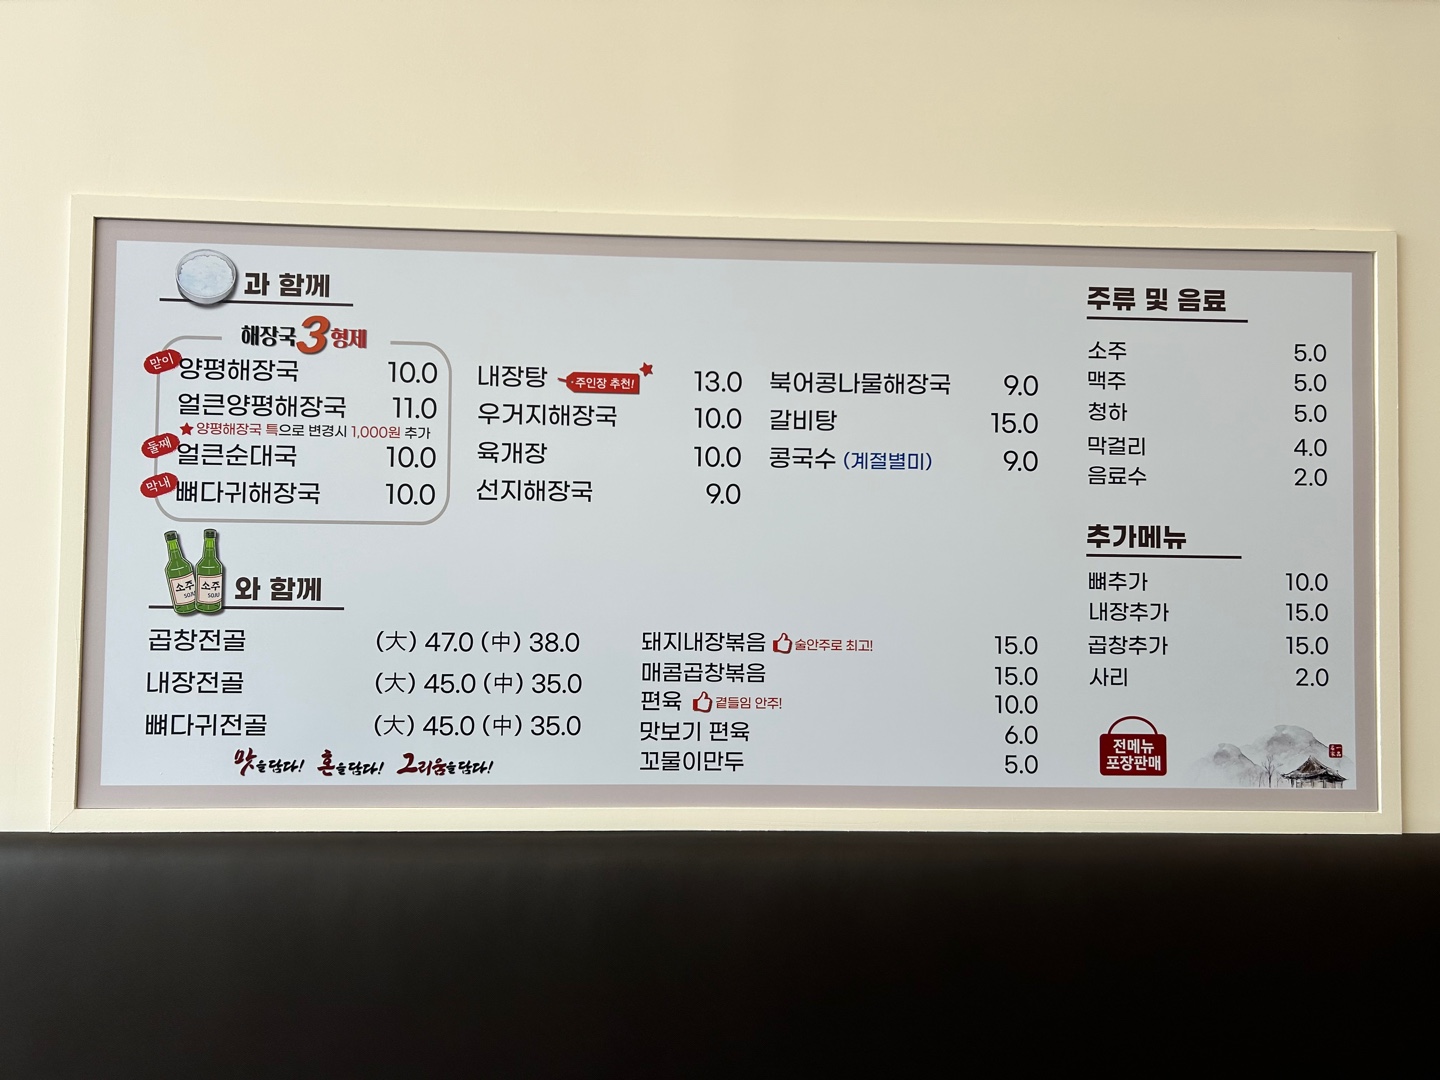 과 함께
해장국3형제
맏이 양평해장국 10.0
얼큰양평해장국 11.0
★ 양평해장국 특으로 변경시 1,000원 추가
둘째 얼큰순대국 10.0
막내 뼈다귀해장국 10.0
내장탕 주인장 추천! 13.0
우거지해장국 10.0
육개장 10.0
선지해장국 9.0
북어콩나물해장국 9.0
갈비탕 15.0
콩국수 (계절별미) 9.0
소주 SOJU 소주 SOJU
와 함께
곱창전골 (大) 47.0 (中) 38.0
내장전골 (大) 45.0 (中) 35.0
뼈다귀전골 (大) 45.0 (中) 35.0
맛을담다! 혼을담다! 그리움을담다!
돼지내장볶음 술안주로 최고! 15.0
매콤곱창볶음 15.0
편육 곁들임 안주! 10.0
맛보기 편육 6.0
꼬물이만두 5.0
주류 및 음료
소주 5.0
맥주 5.0
청하 5.0
막걸리 4.0
음료수 2.0
추가메뉴
뼈추가 10.0
내장추가 15.0
곱창추가 15.0
사리 2.0
전메뉴
포장판매